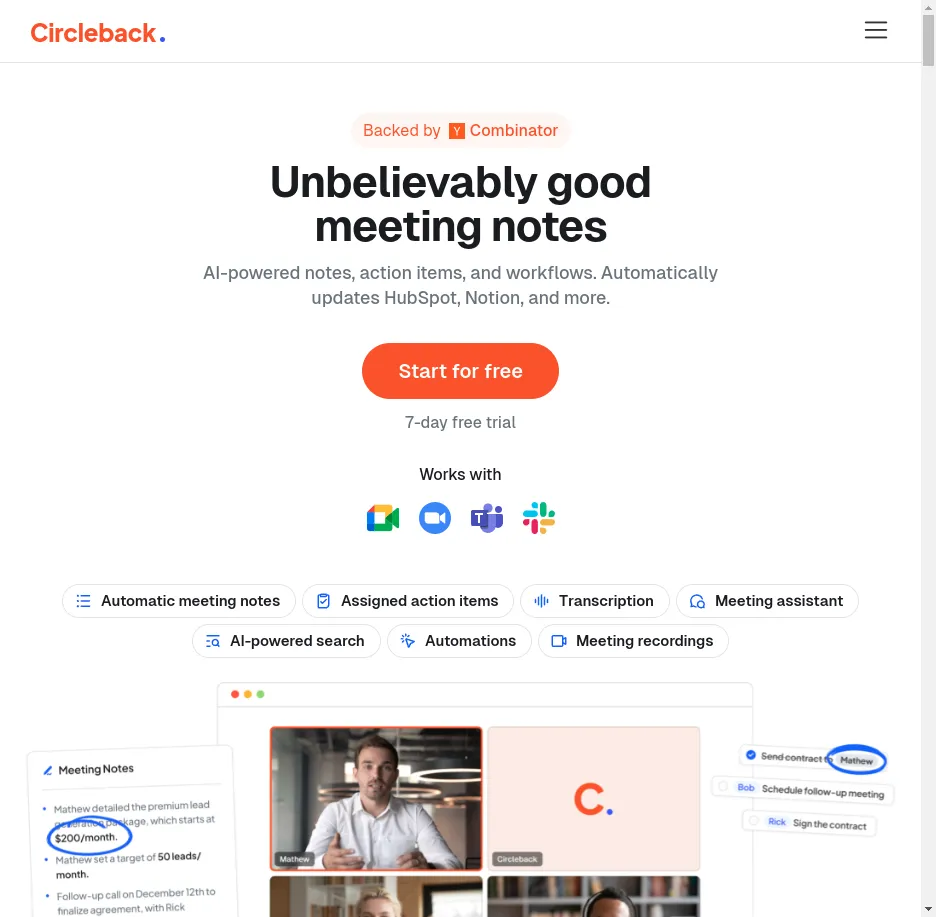 Circleback.
Backed by Y Combinator
Unbelievably good
meeting notes
AI-powered notes, action items, and workflows. Automatically
updates HubSpot, Notion, and more.
Start for free
7-day free trial
Works with
Automatic meeting notes
Assigned action items
Transcription
Meeting assistant
AI-powered search
Automations
Meeting recordings
Meeting Notes
Mathew detailed the premium lead
generation package, which starts at
$200/month.
Mathew set a target of 50 leads/
month.
Follow-up call on December 12th to
finalize agreement, with Rick
Mathew
C.
Circleback
Send contract to Mathew
Bob Schedule follow-up meeting
Rick Sign the contract